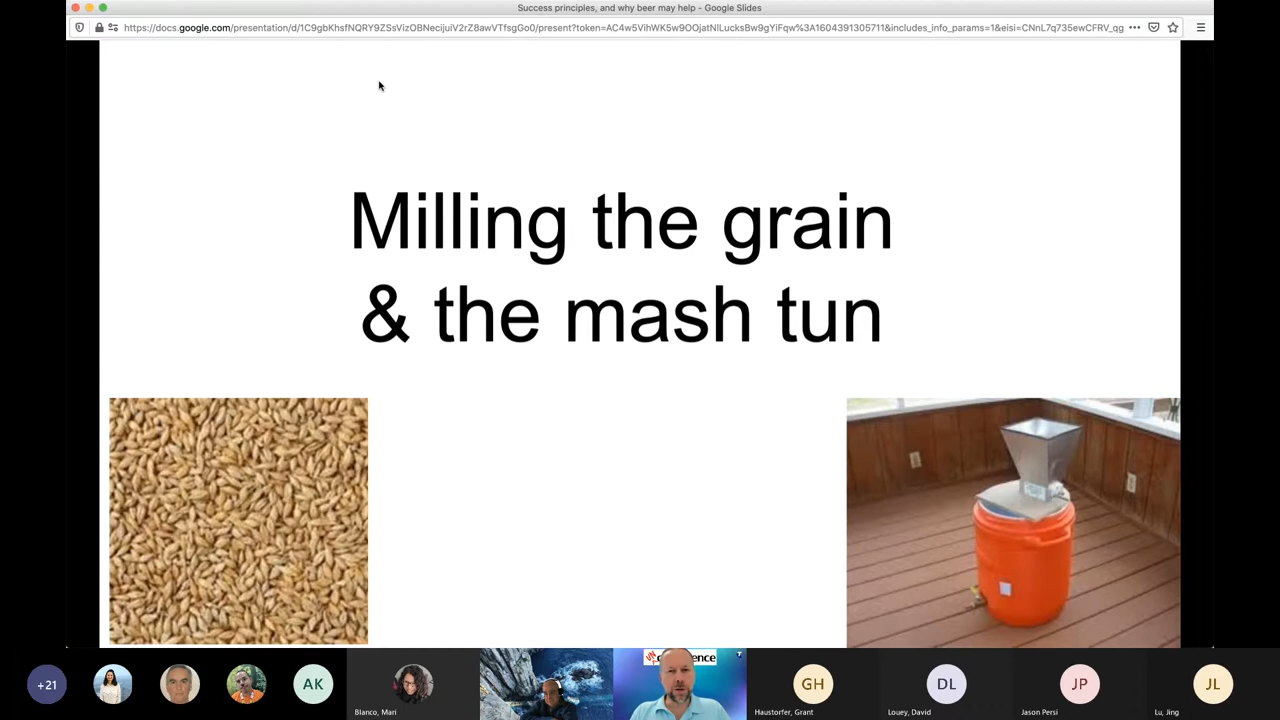 Success principles, and why beer may help - Google Slides
https://docs.google.com/presentation/d/1C9gbKhsfNQRY9ZSsVizOBNecijuiV2rZ8awVTfsgGo0/present?token=AC4w5VihWK5w9OOjatNlLucksBw9gYiFqw%3A1604391305711&includes_info_params=1&eisi=CNnL7q735ewCFRV_qg
Milling the grain
& the mash tun
+21
AK
GH
DL
JP
JL
Blanco, Mari
Haustorfer, Grant
Louey, David
Jason Persi
Lu, Jing